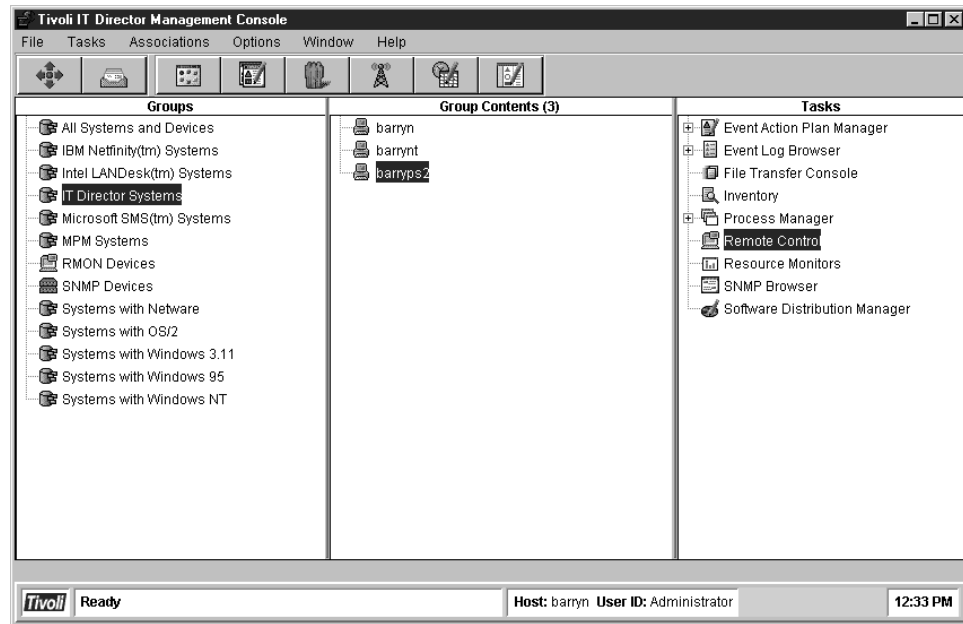 Tivoli IT Director Management Console
File Tasks Associations Options Window Help
Groups
All Systems and Devices
IBM Netfinity(tm) Systems
Intel LANDesk(tm) Systems
IT Director Systems
Microsoft SMS(tm) Systems
MPM Systems
RMON Devices
SNMP Devices
Systems with Netware
Systems with OS/2
Systems with Windows 3.11
Systems with Windows 95
Systems with Windows NT
Group Contents (3)
barryn
barrynt
barryps2
Tasks
Event Action Plan Manager
Event Log Browser
File Transfer Console
Inventory
Process Manager
Remote Control
Resource Monitors
SNMP Browser
Software Distribution Manager
Tivoli Ready Host: barryn User ID: Administrator 12:33 PM